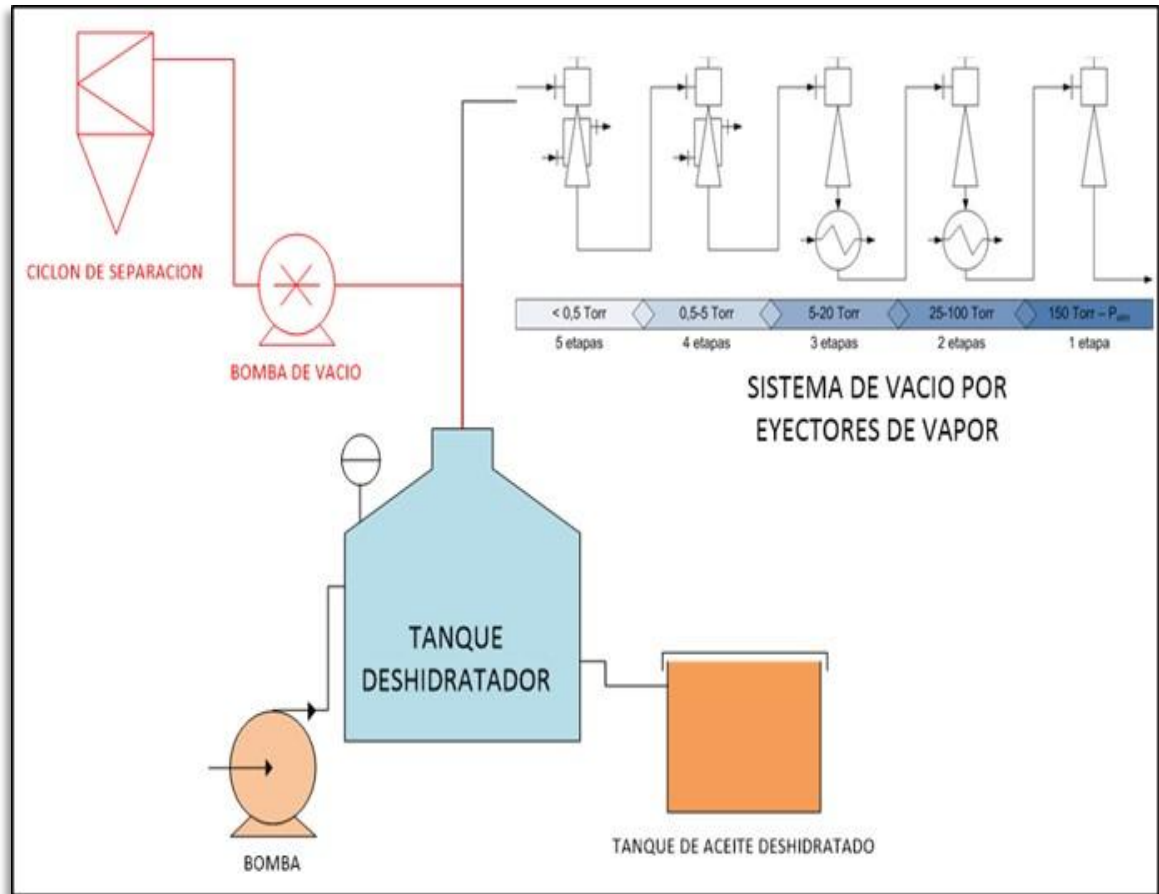 CICLON DE SEPARACION
BOMBA DE VACIO
< 0,5 Torr
0,5-5 Torr
5-20 Torr
25-100 Torr
150 Torr – Patm
5 etapas
4 etapas
3 etapas
2 etapas
1 etapa
SISTEMA DE VACIO POR
EYECTORES DE VAPOR
TANQUE
DESHIDRATADOR
BOMBA
TANQUE DE ACEITE DESHIDRATADO